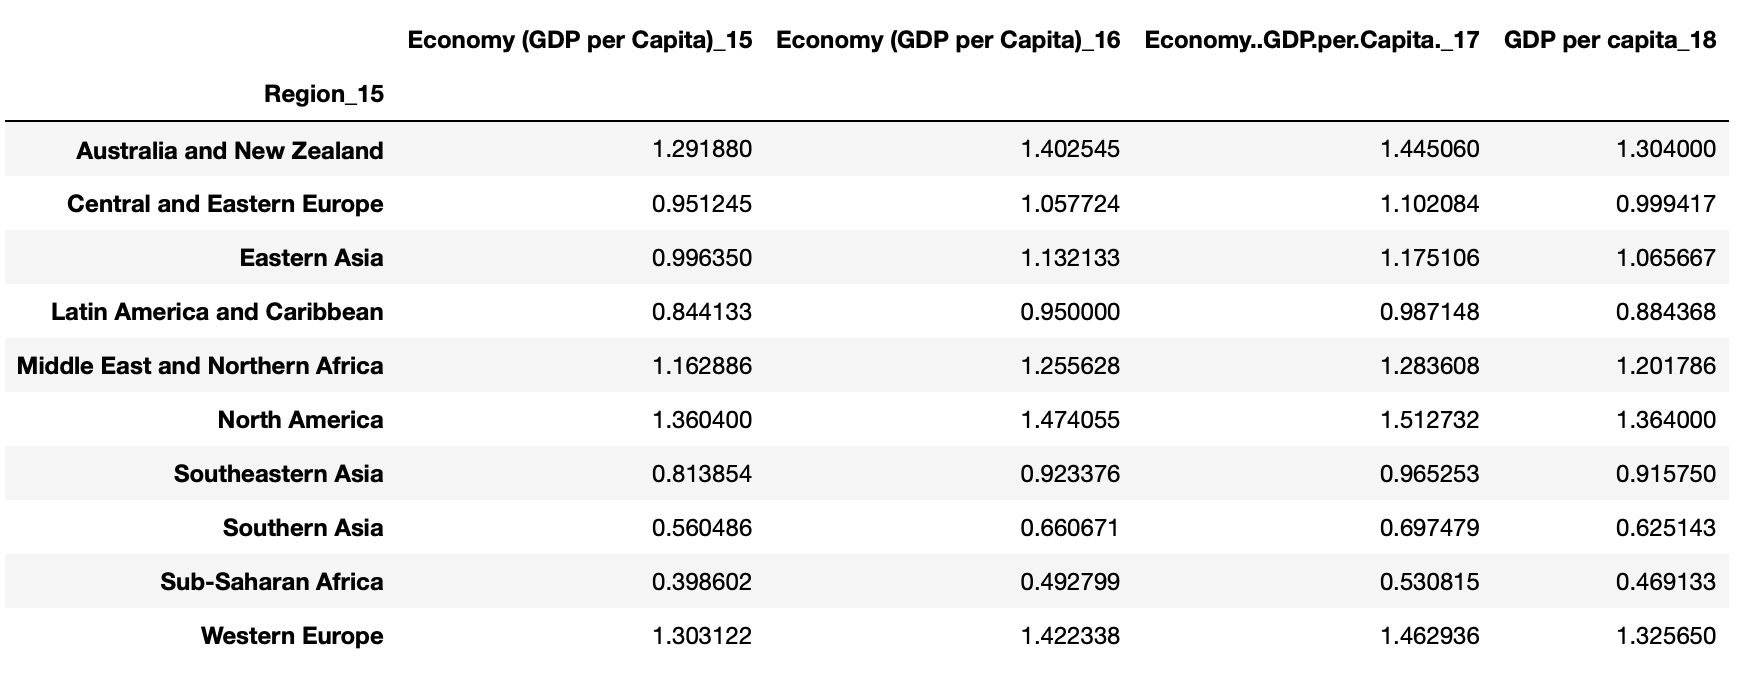 Economy (GDP per Capita)_15 Economy (GDP per Capita)_16 Economy..GDP.per.Capita._17 GDP per capita_18
Region_15
Australia and New Zealand 1.291880 1.402545 1.445060 1.304000
Central and Eastern Europe 0.951245 1.057724 1.102084 0.999417
Eastern Asia 0.996350 1.132133 1.175106 1.065667
Latin America and Caribbean 0.844133 0.950000 0.987148 0.884368
Middle East and Northern Africa 1.162886 1.255628 1.283608 1.201786
North America 1.360400 1.474055 1.512732 1.364000
Southeastern Asia 0.813854 0.923376 0.965253 0.915750
Southern Asia 0.560486 0.660671 0.697479 0.625143
Sub-Saharan Africa 0.398602 0.492799 0.530815 0.469133
Western Europe 1.303122 1.422338 1.462936 1.325650